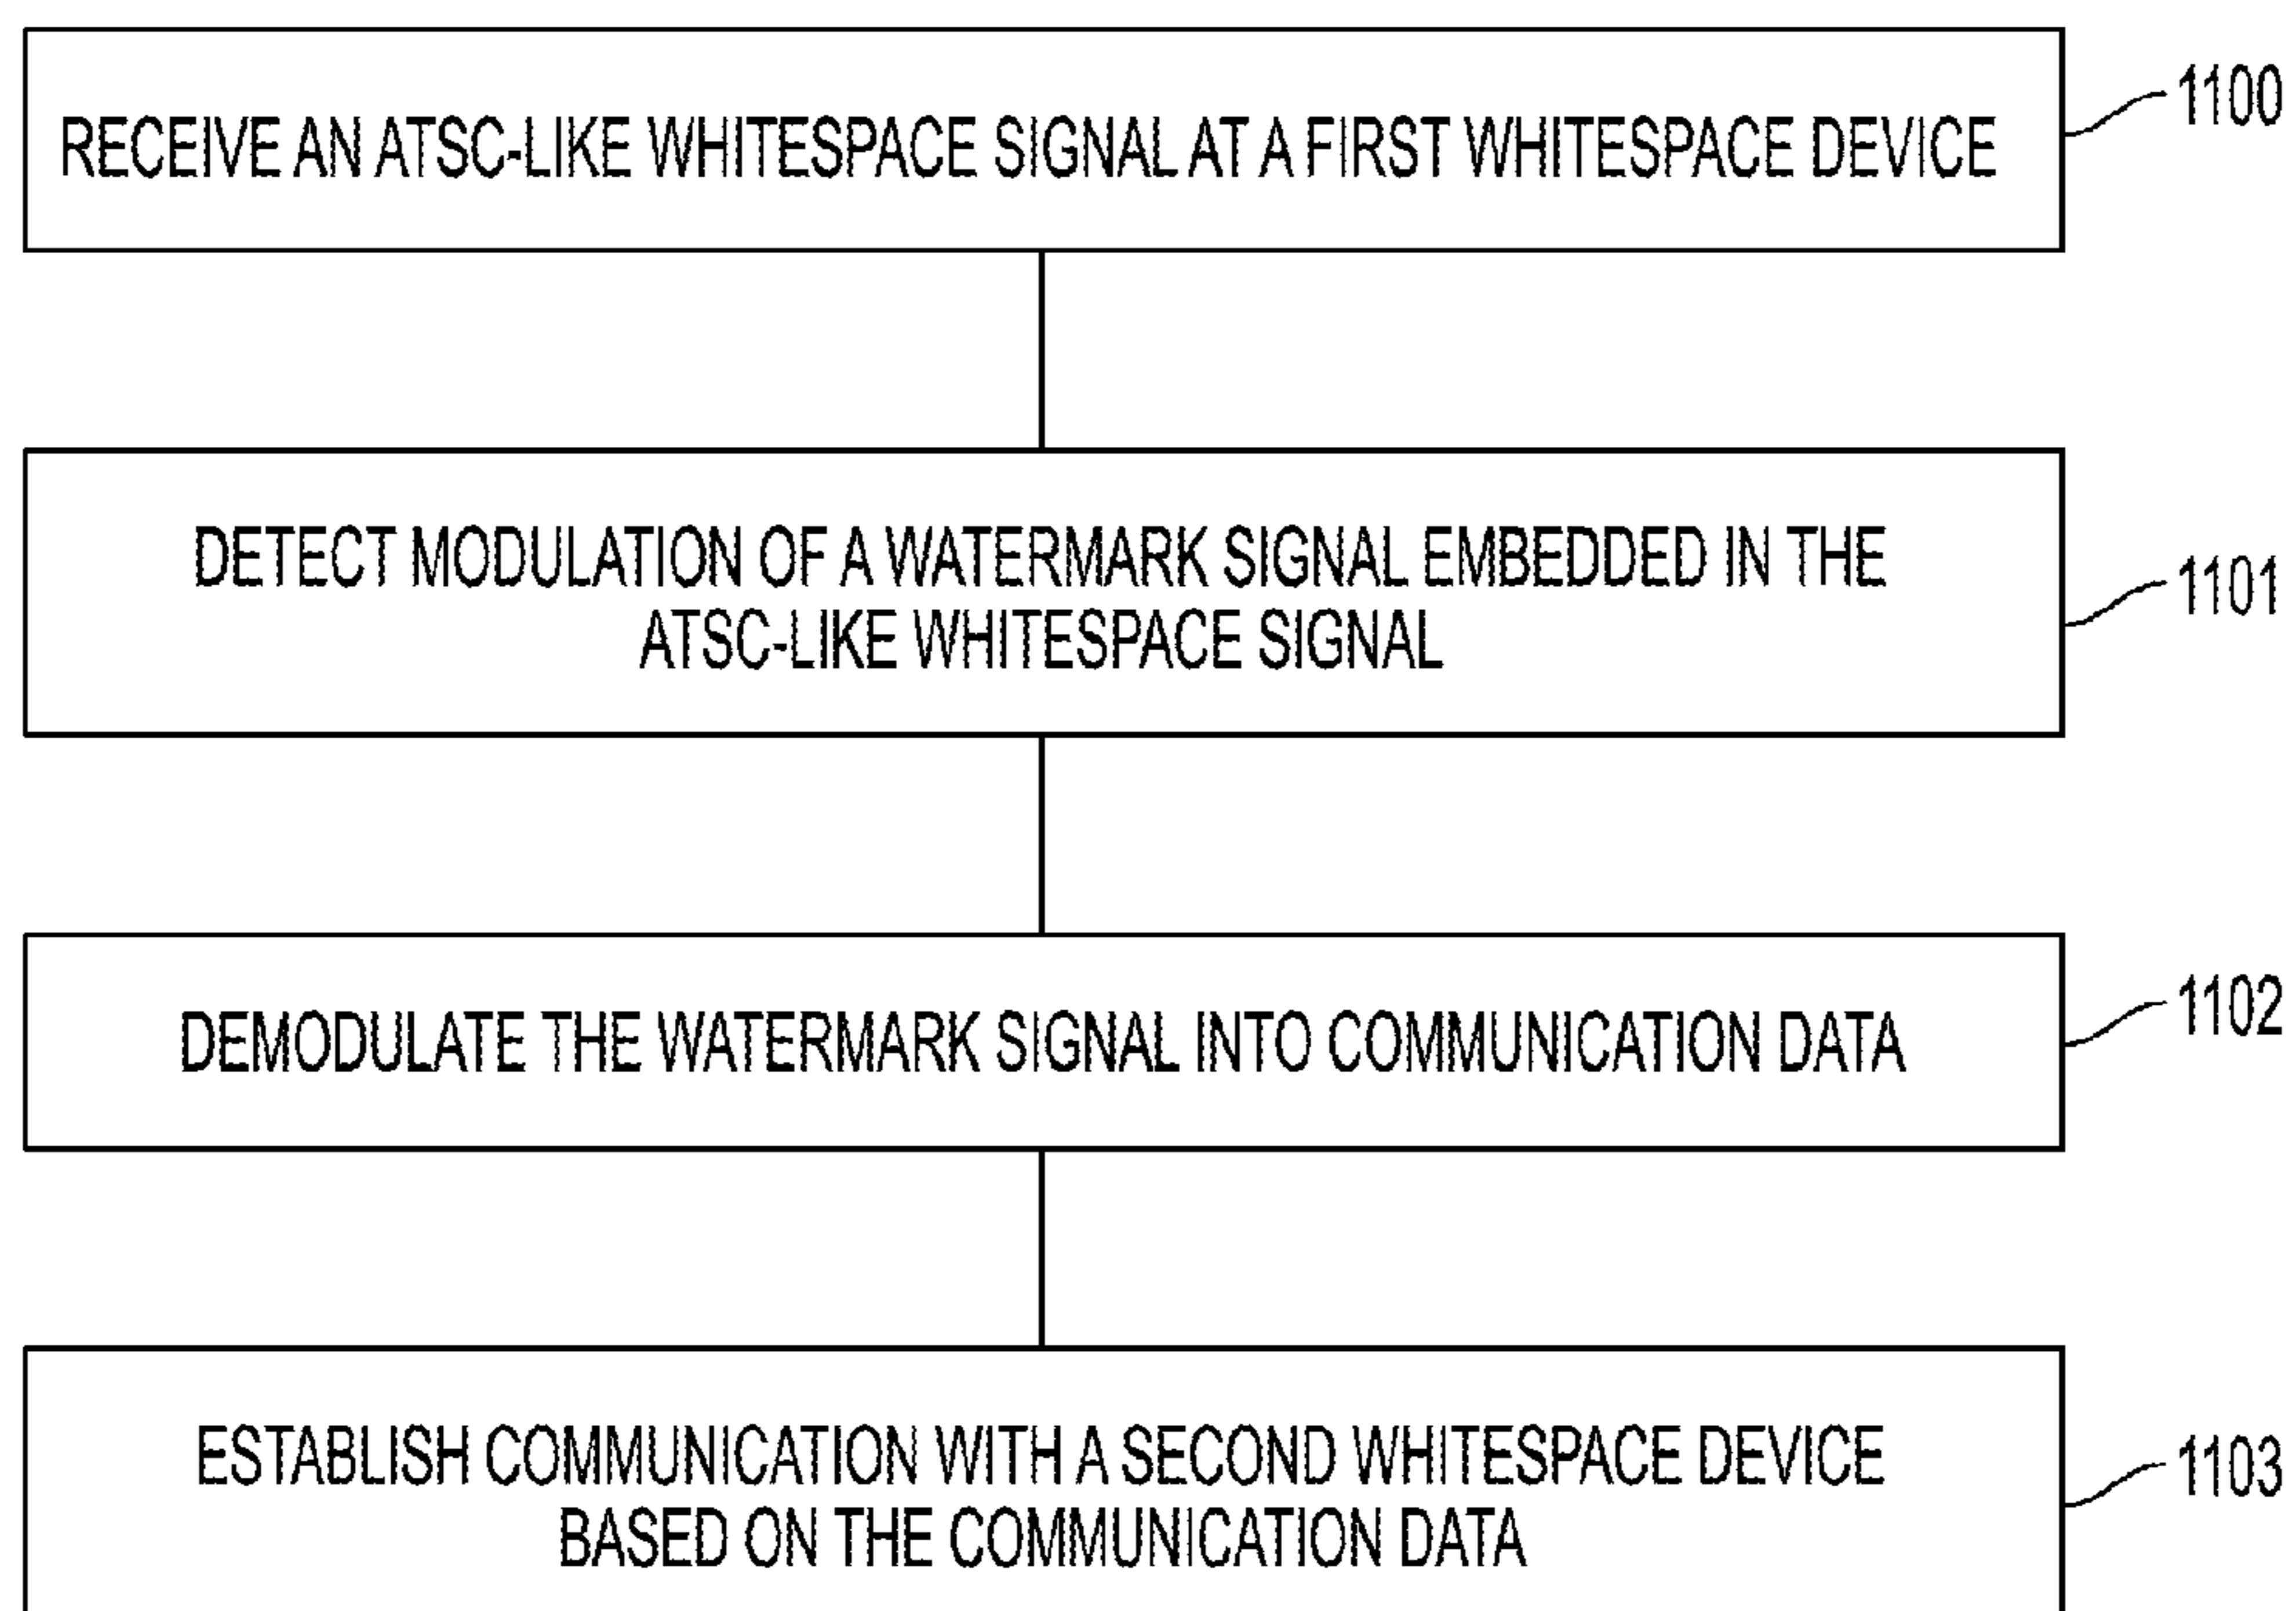 RECEIVE AN ATSC-LIKE WHITESPACE SIGNAL AT A FIRST WHITESPACE DEVICE
1100
DETECT MODULATION OF A WATERMARK SIGNAL EMBEDDED IN THE
ATSC-LIKE WHITESPACE SIGNAL
1101
DEMODULATE THE WATERMARK SIGNAL INTO COMMUNICATION DATA
1102
ESTABLISH COMMUNICATION WITH A SECOND WHITESPACE DEVICE
BASED ON THE COMMUNICATION DATA
1103